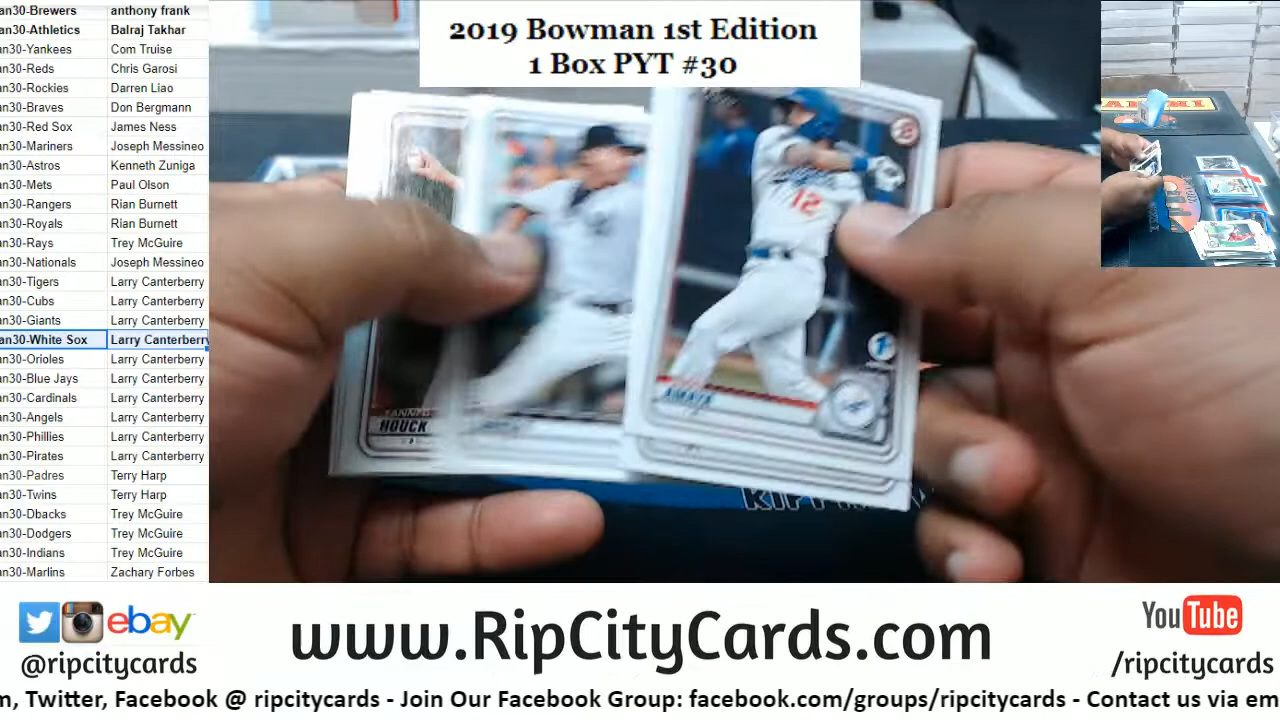 an30-Brewers anthony frank
an30-Athletics Balraj Takhar
an30-Yankees Com Truise
an30-Reds Chris Garosi
an30-Rockies Darren Liao
an30-Braves Don Bergmann
an30-Red Sox James Ness
an30-Mariners Joseph Messineo
an30-Astros Kenneth Zuniga
an30-Mets Paul Olson
an30-Rangers Rian Burnett
an30-Royals Rian Burnett
an30-Rays Trey McGuire
an30-Nationals Joseph Messineo
an30-Tigers Larry Canterberry
an30-Cubs Larry Canterberry
an30-Giants Larry Canterberry
an30-White Sox Larry Canterberry
an30-Orioles Larry Canterberry
an30-Blue Jays Larry Canterberry
an30-Cardinals Larry Canterberry
an30-Angels Larry Canterberry
an30-Phillies Larry Canterberry
an30-Pirates Larry Canterberry
an30-Padres Terry Harp
an30-Twins Terry Harp
an30-Dbacks Trey McGuire
an30-Dodgers Trey McGuire
an30-Indians Trey McGuire
an30-Marlins Zachary Forbes
2019 Bowman 1st Edition
1 Box PYT #30
12
1st
AMAYA
TANNER
HOUCK
PANINI
ebay
@ripcitycards
www.RipCityCards.com
YouTube
/ripcitycards
m, Twitter, Facebook @ ripcitycards - Join Our Facebook Group: facebook.com/groups/ripcitycards - Contact us via em